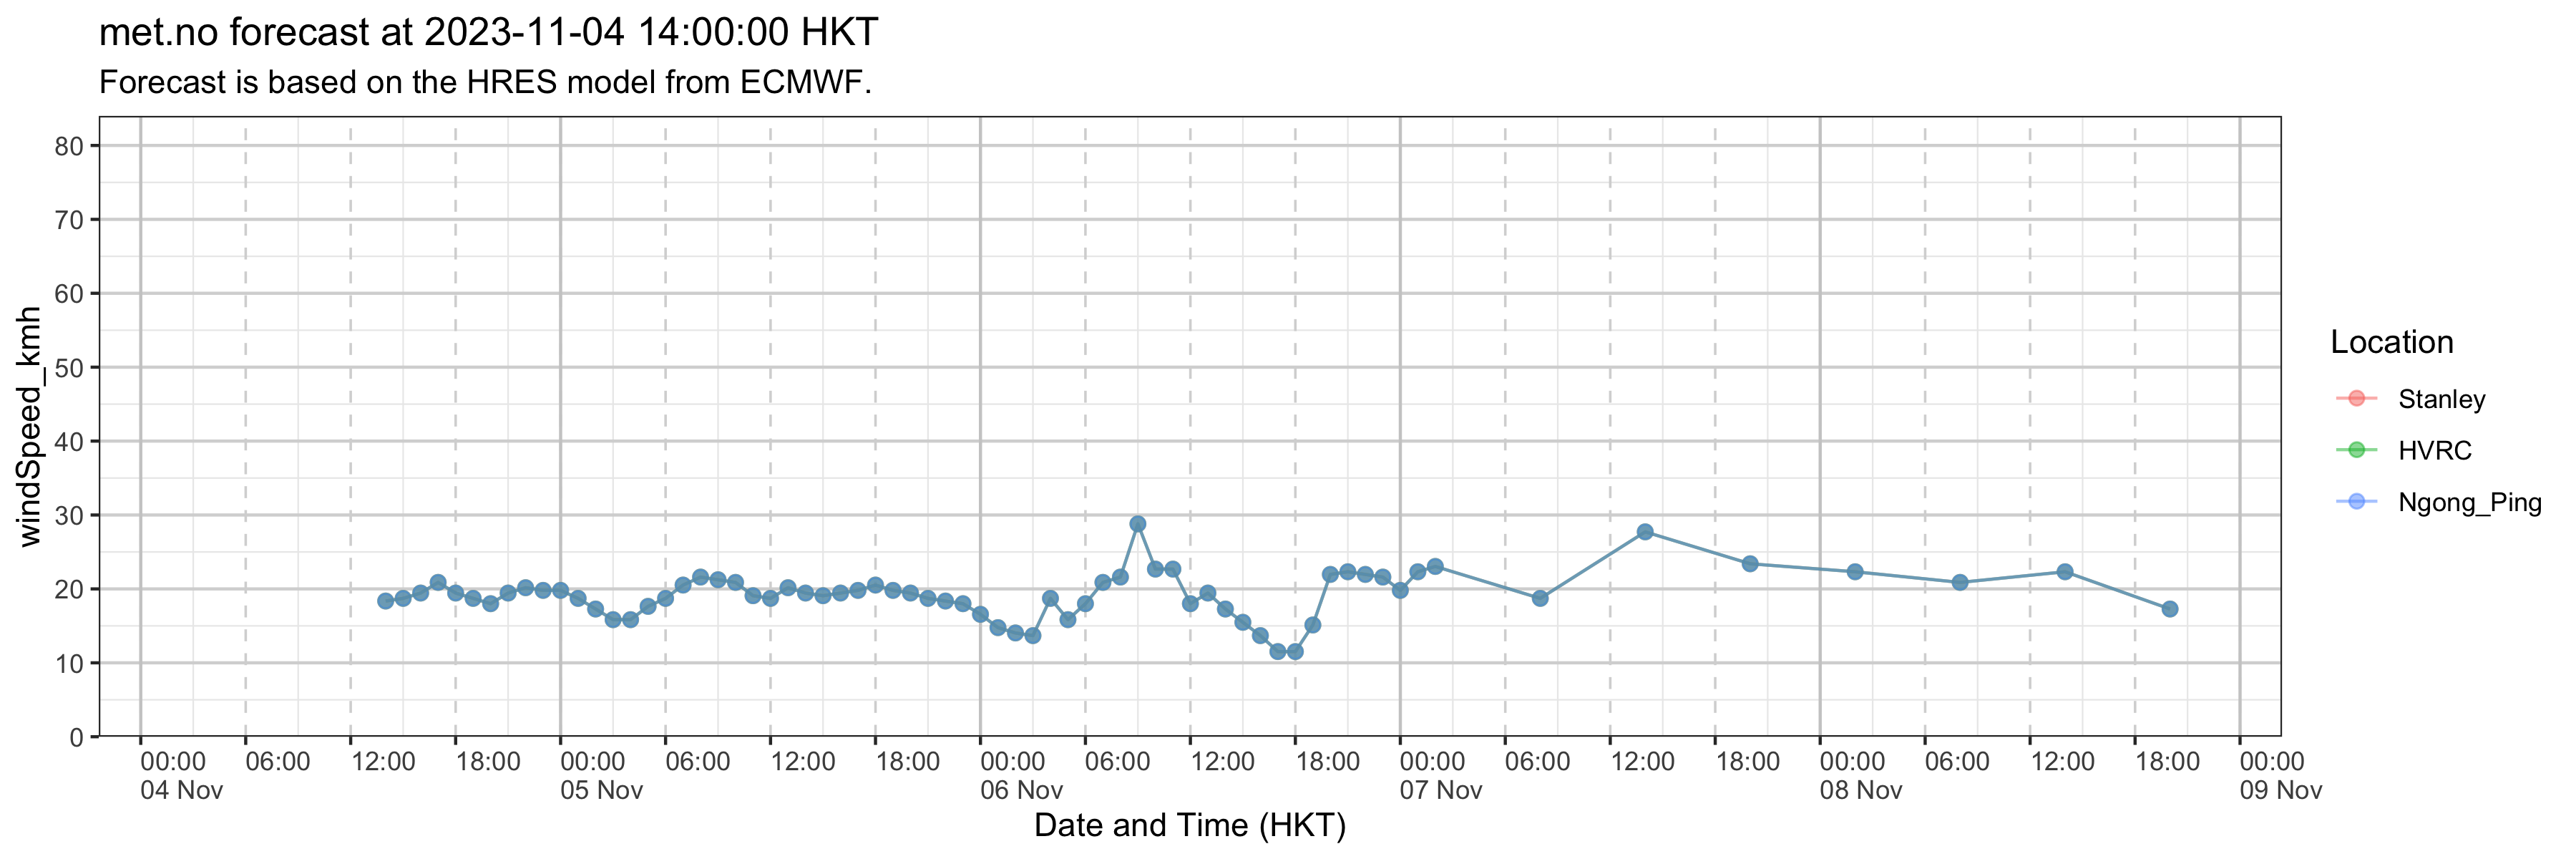 met.no forecast at 2023-11-04 14:00:00 HKT
Forecast is based on the HRES model from ECMWF.
windSpeed_kmh
80
70
60
50
40
30
20
10
0
00:00 06:00 12:00 18:00 00:00 06:00 12:00 18:00 00:00 06:00 12:00 18:00 00:00 06:00 12:00 18:00 00:00 06:00 12:00 18:00 00:00
04 Nov 05 Nov 06 Nov 07 Nov 08 Nov 09 Nov
Date and Time (HKT)
Location
Stanley
HVRC
Ngong_Ping